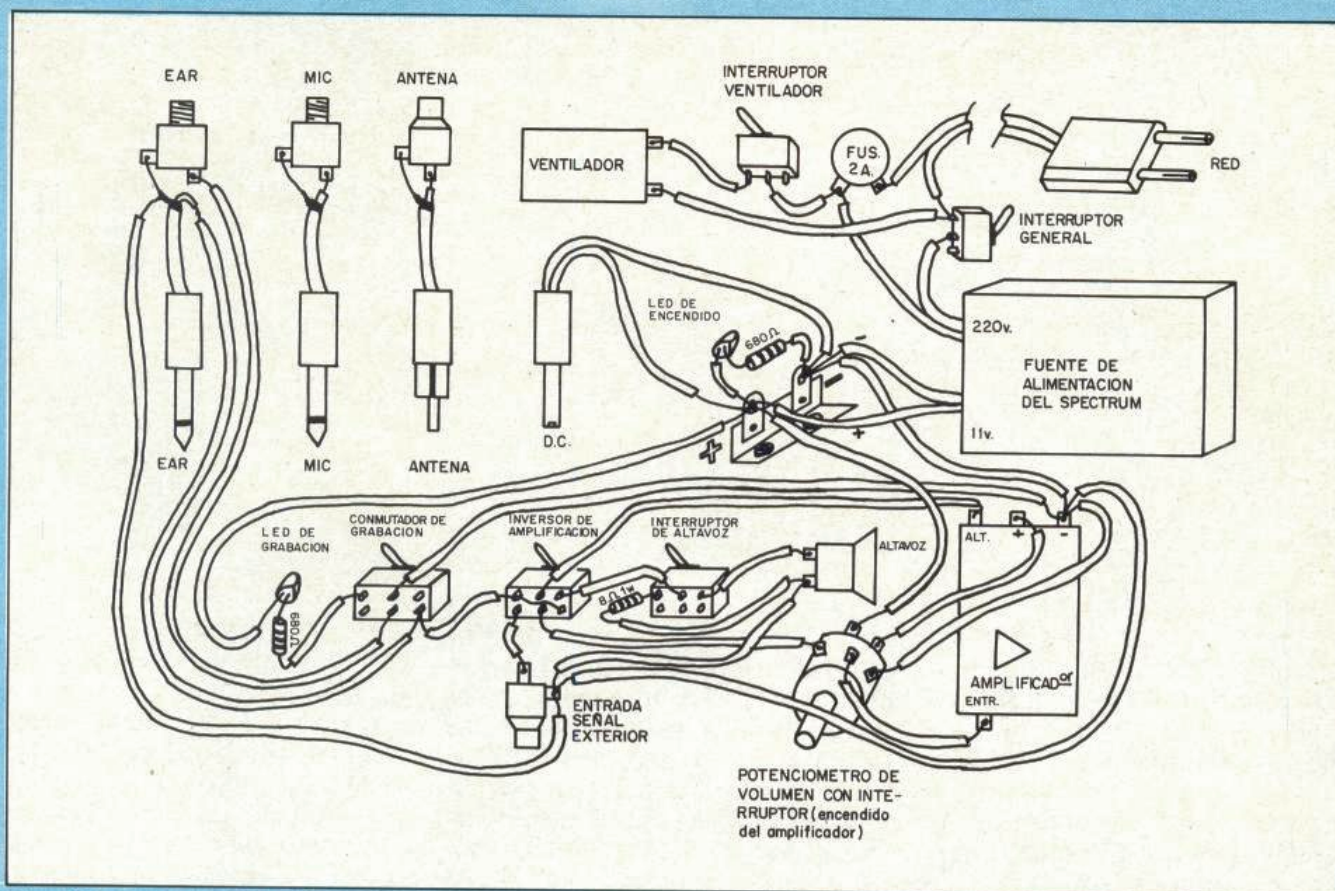 EAR
MIC
ANTENA
INTERRUPTOR
VENTILADOR
VENTILADOR
FUS.
2A.
RED
INTERRUPTOR
GENERAL
LED DE
ENCENDIDO
680Ω
-
-
+
+
220v.
FUENTE DE
ALIMENTACION
DEL SPECTRUM
11v.
D.C.
EAR
MIC
ANTENA
LED DE
GRABACION
680Ω
CONMUTADOR DE
GRABACION
INVERSOR DE
AMPLIFICACION
INTERRUPTOR
DE ALTAVOZ
8Ω 1W
ALTAVOZ
ALT.
+
-
AMPLIFICADor
ENTR.
ENTRADA
SEÑAL
EXTERIOR
POTENCIOMETRO DE
VOLUMEN CON INTE-
RRUPTOR (encendido
del amplificador)